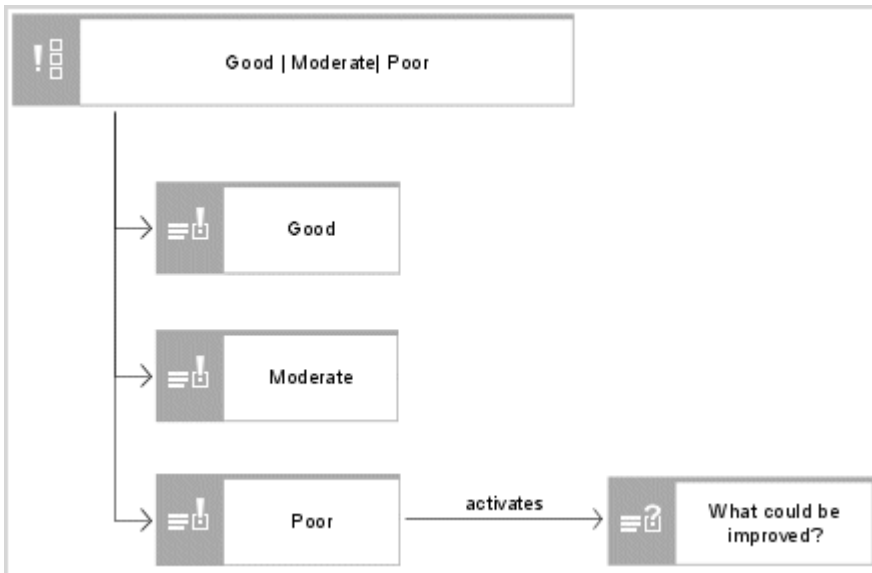 Good | Moderate| Poor
Good
Moderate
Poor
activates
What could be
improved?